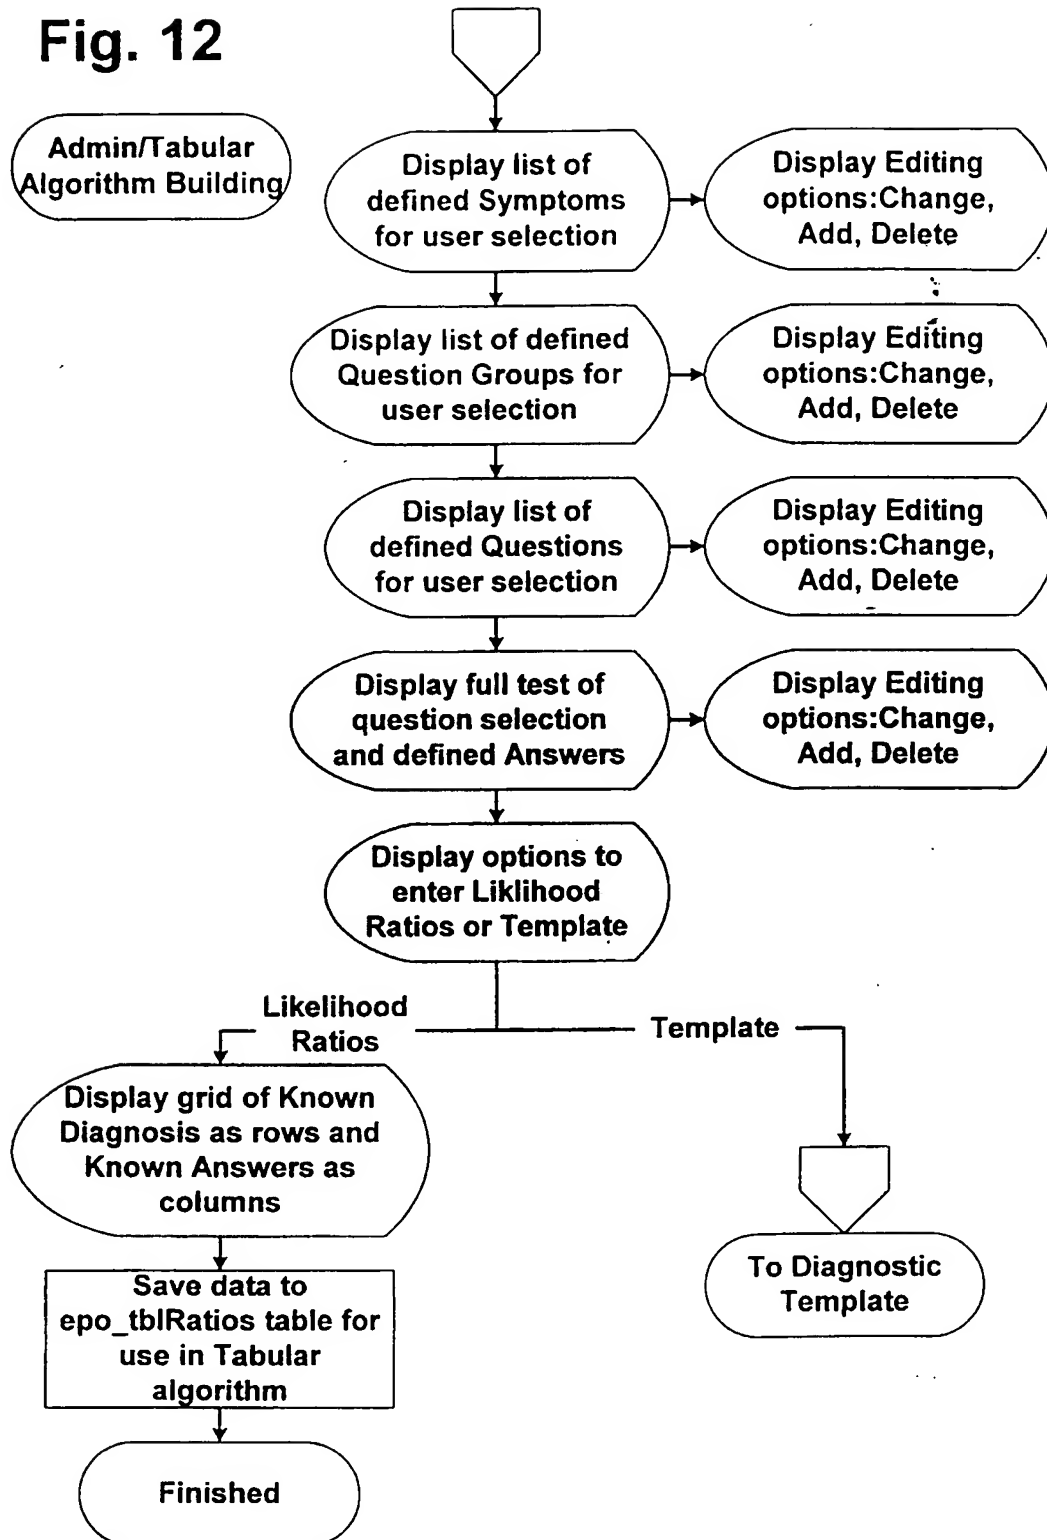 Fig. 12
Admin/Tabular
Algorithm Building
Display list of
defined Symptoms
for user selection
Display Editing
options:Change,
Add, Delete
Display list of defined
Question Groups for
user selection
Display Editing
options:Change,
Add, Delete
Display list of
defined Questions
for user selection
Display Editing
options:Change,
Add, Delete
Display full test of
question selection
and defined Answers
Display Editing
options:Change,
Add, Delete
Display options to
enter Liklihood
Ratios or Template
Likelihood
Ratios
Template
Display grid of Known
Diagnosis as rows and
Known Answers as
columns
To Diagnostic
Template
Save data to
epo_tblRatios table for
use in Tabular
algorithm
Finished